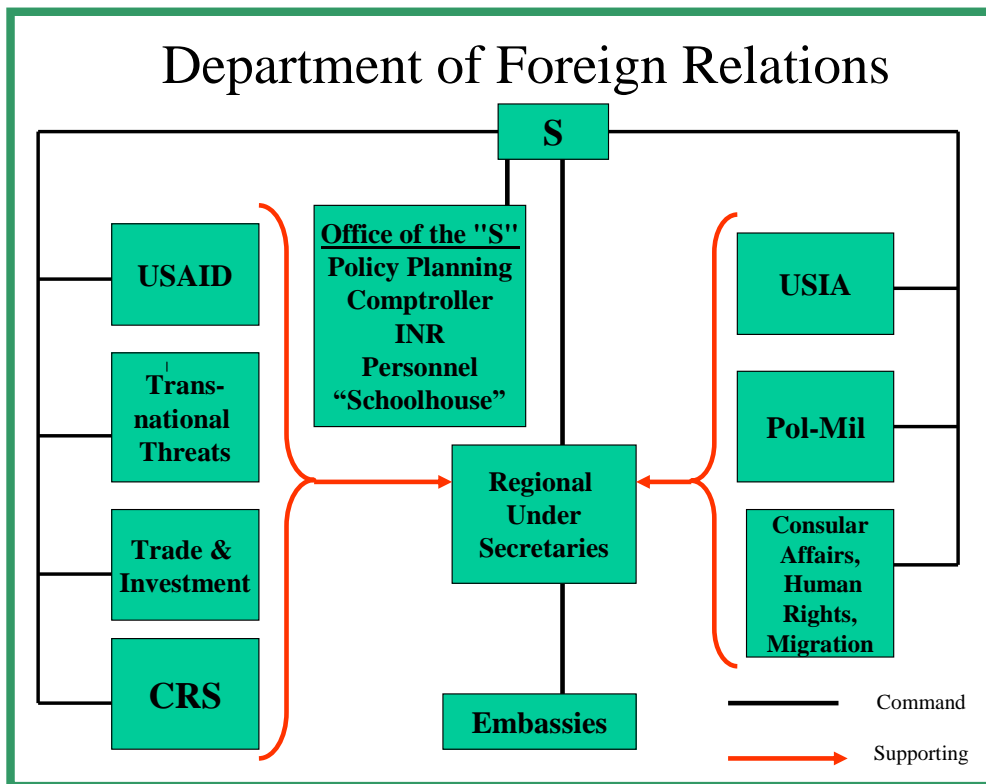 Department of Foreign Relations
S
Office of the "S"
Policy Planning
Comptroller
INR
Personnel
“Schoolhouse”
USAID
Trans-
national
Threats
Trade &
Investment
CRS
Regional
Under
Secretaries
Embassies
USIA
Pol-Mil
Consular
Affairs,
Human
Rights,
Migration
Command
Supporting